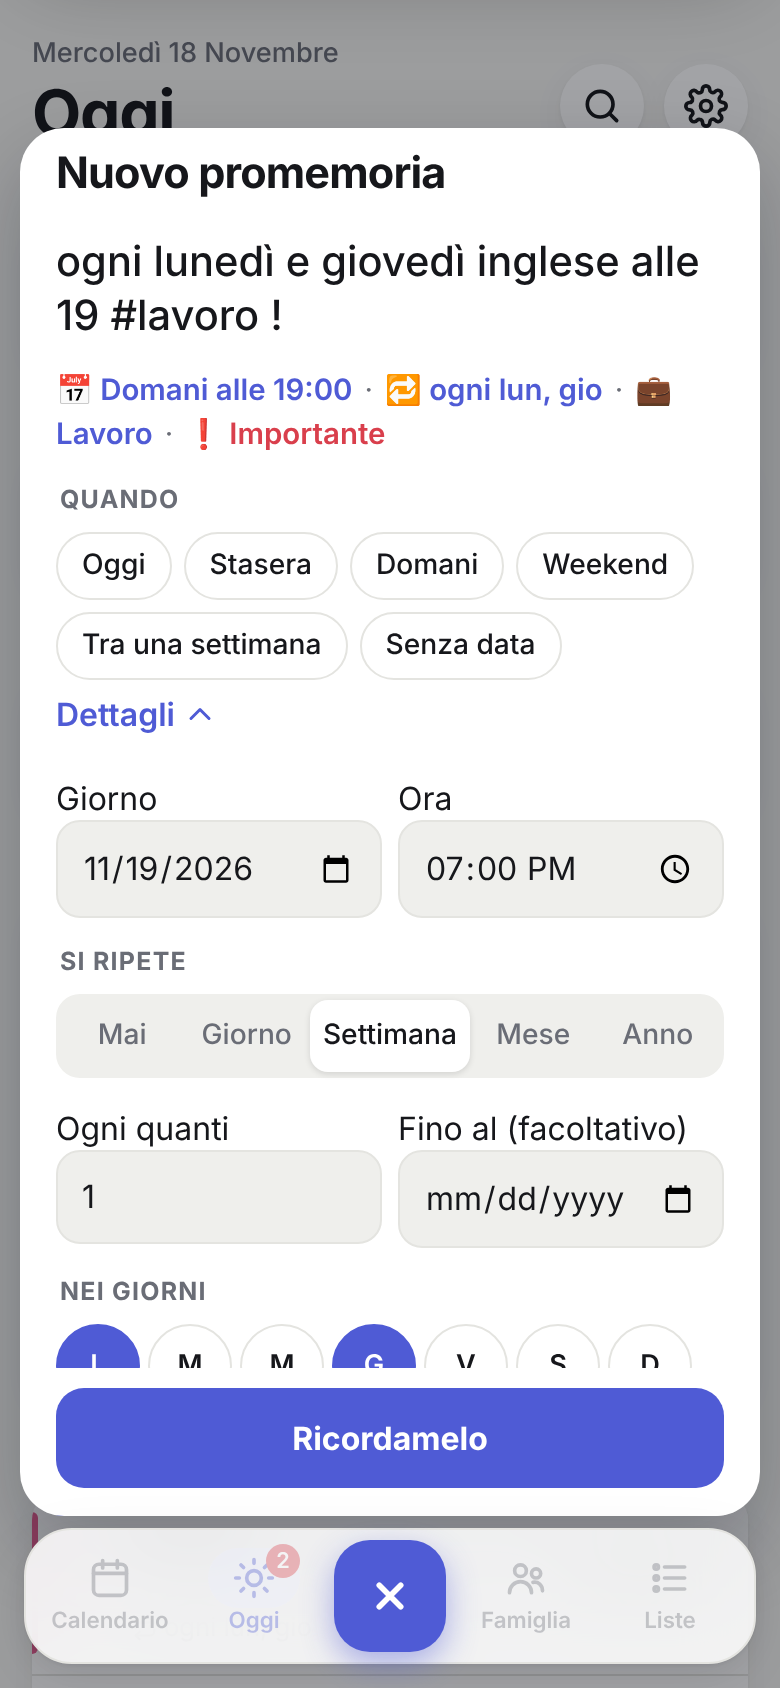 Mercoledì 18 Novembre
Oggi
Nuovo promemoria
ogni lunedì e giovedì inglese alle
19 #lavoro !
📅 Domani alle 19:00 · 🔁 ogni lun, gio · 💼
Lavoro · ❗ Importante
QUANDO
Oggi Stasera Domani Weekend
Tra una settimana Senza data
Dettagli
Giorno Ora
11/19/2026 07:00 PM
SI RIPETE
Mai Giorno Settimana Mese Anno
Ogni quanti Fino al (facoltativo)
1 mm/dd/yyyy
NEI GIORNI
L M M G V S D
Ricordamelo
2
Calendario Oggi Famiglia Liste